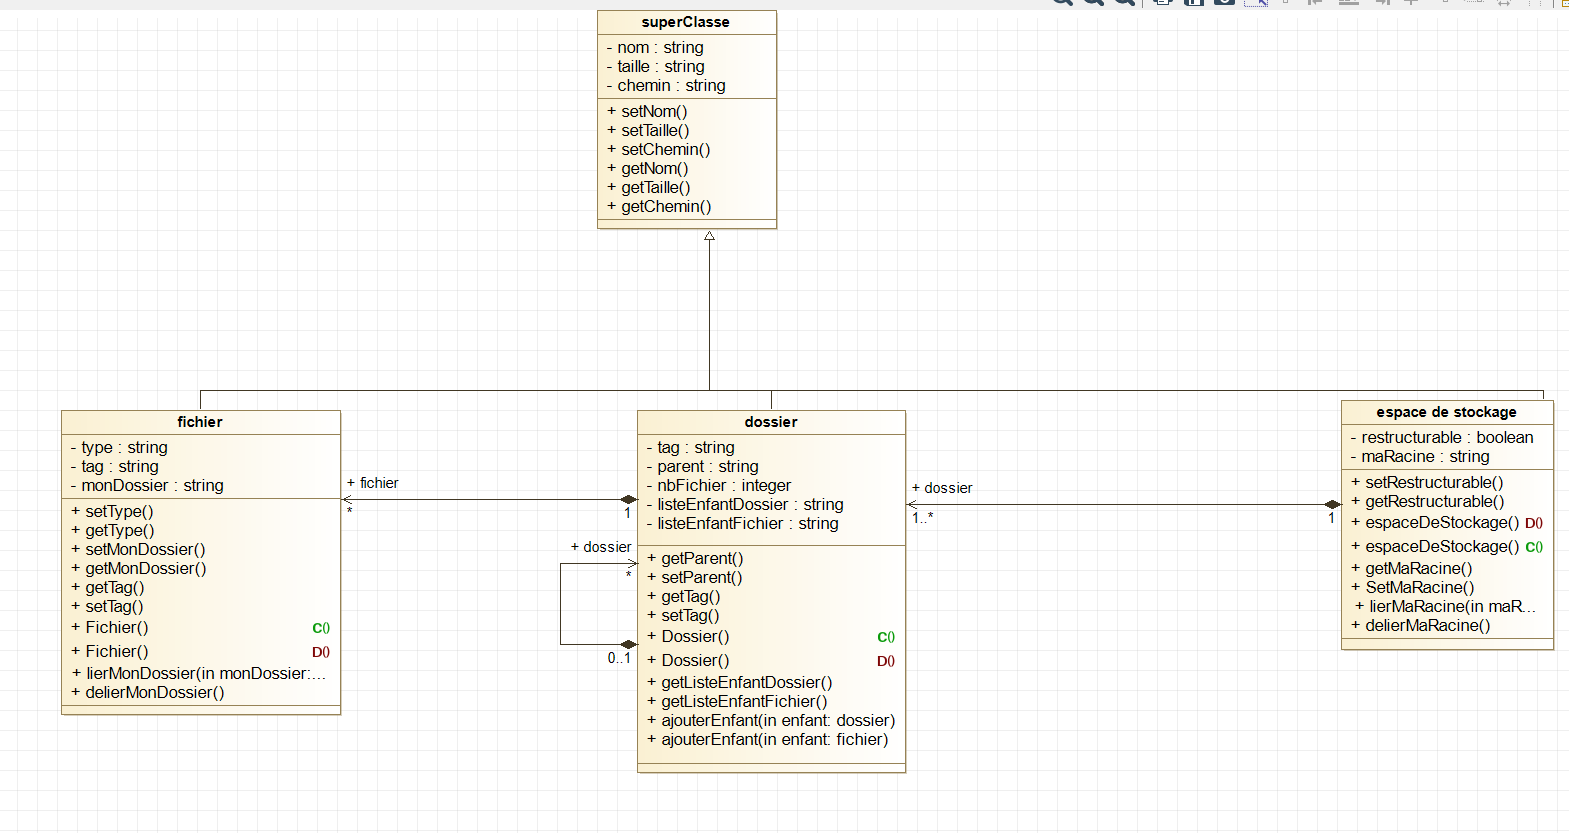 superClasse
- nom : string
- taille : string
- chemin : string
+ setNom()
+ setTaille()
+ setChemin()
+ getNom()
+ getTaille()
+ getChemin()
fichier
- type : string
- tag : string
- monDossier : string
+ setType()
+ getType()
+ setMonDossier()
+ getMonDossier()
+ getTag()
+ setTag()
+ Fichier() C()
+ Fichier() D()
+ lierMonDossier(in monDossier:...
+ delierMonDossier()
+ fichier
*
1
+ dossier
*
0..1
dossier
- tag : string
- parent : string
- nbFichier : integer
- listeEnfantDossier : string
- listeEnfantFichier : string
+ getParent()
+ setParent()
+ getTag()
+ setTag()
+ Dossier() C()
+ Dossier() D()
+ getListeEnfantDossier()
+ getListeEnfantFichier()
+ ajouterEnfant(in enfant: dossier)
+ ajouterEnfant(in enfant: fichier)
+ dossier
1..*
1
espace de stockage
- restructurable : boolean
- maRacine : string
+ setRestructurable()
+ getRestructurable()
+ espaceDeStockage() D()
+ espaceDeStockage() C()
+ getMaRacine()
+ SetMaRacine()
+ lierMaRacine(in maR...
+ delierMaRacine()